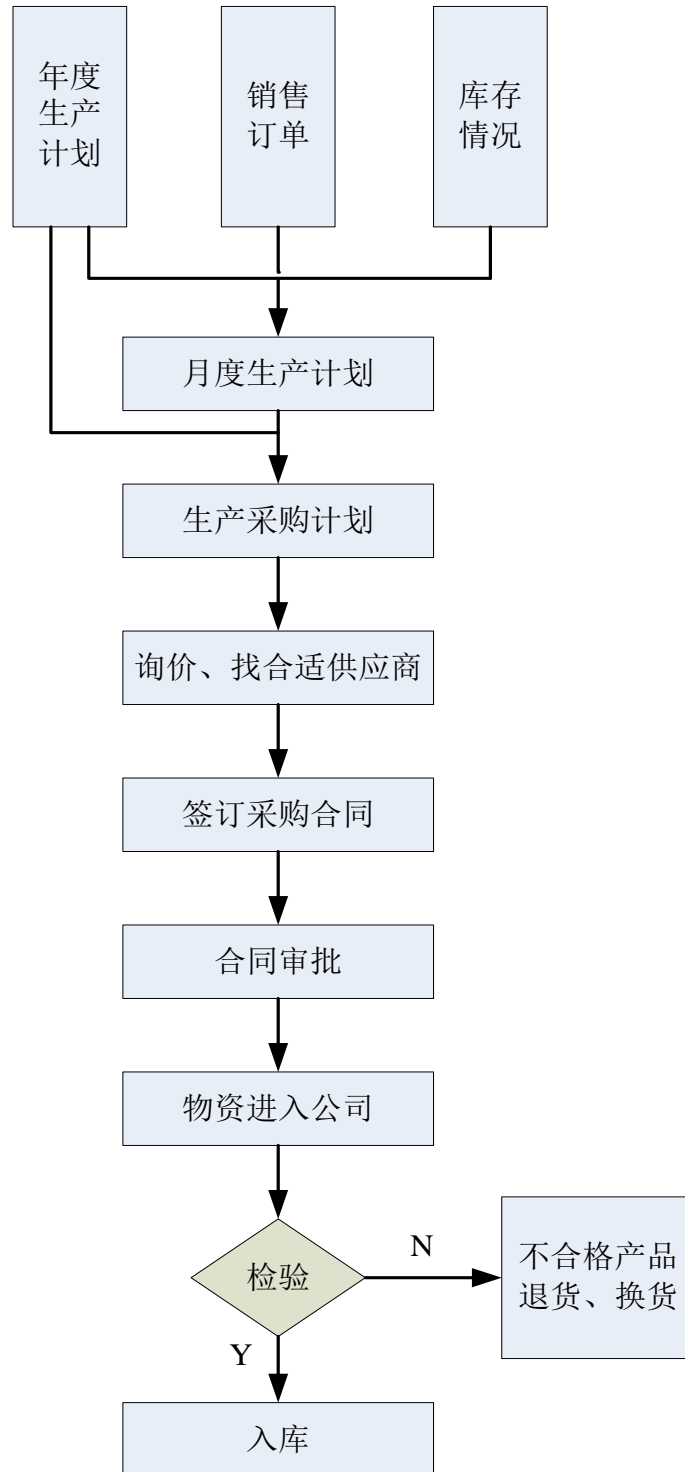 年度
生产
计划
销售
订单
库存
情况
月度生产计划
生产采购计划
询价、找合适供应商
签订采购合同
合同审批
物资进入公司
检验
N
不合格产品
退货、换货
Y
入库